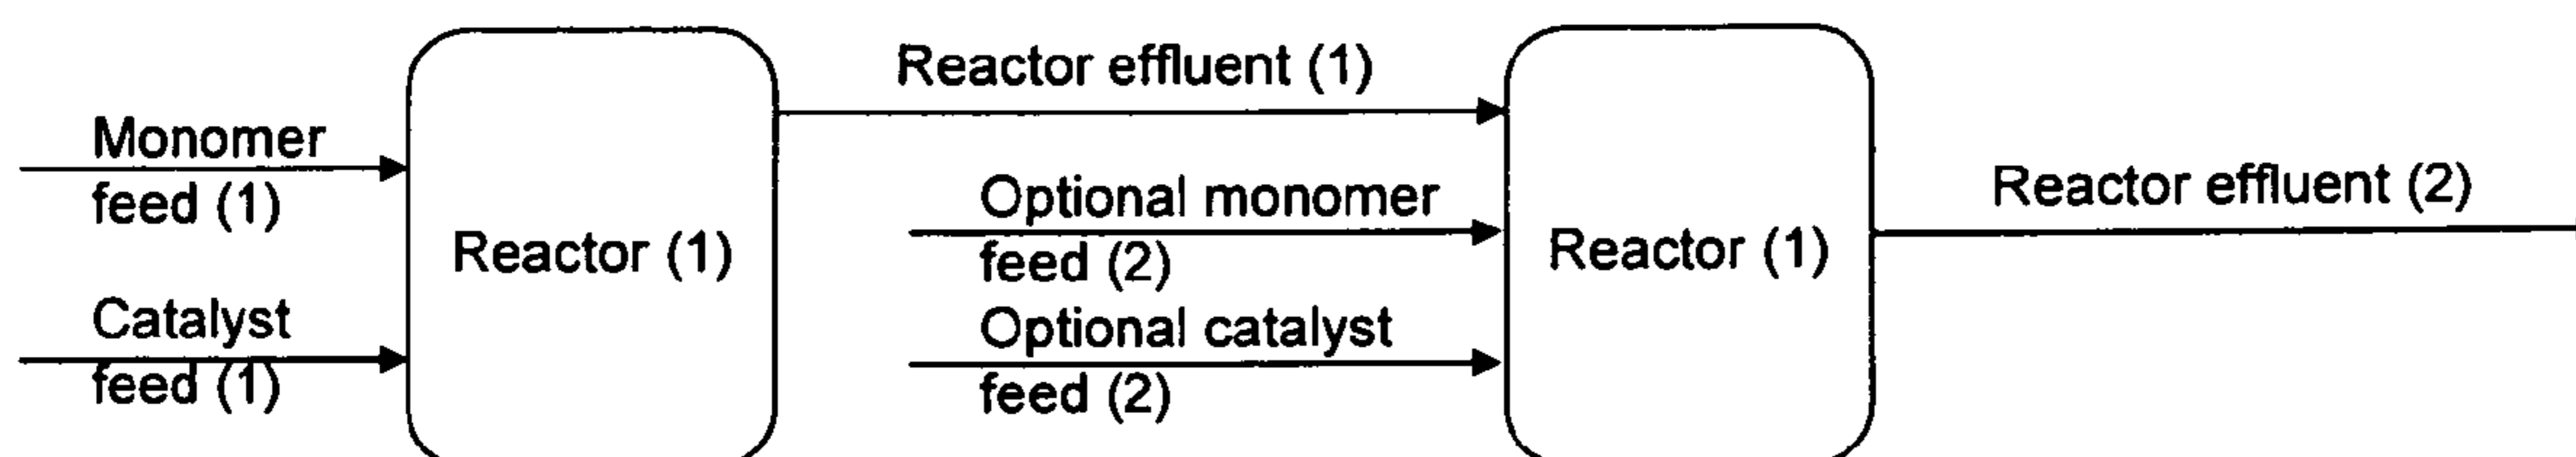 Monomer
feed (1)
Catalyst
feed (1)
Reactor (1)
Reactor effluent (1)
Optional monomer
feed (2)
Optional catalyst
feed (2)
Reactor (1)
Reactor effluent (2)